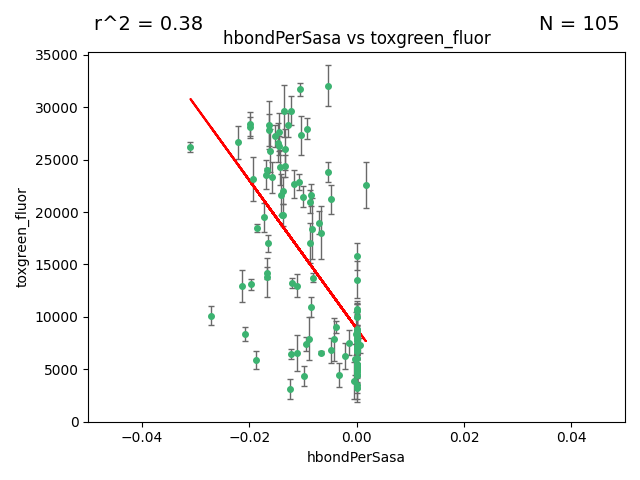 r^2 = 0.38
N = 105
hbondPerSasa vs toxgreen_fluor
35000
30000
25000
20000
15000
10000
5000
0
toxgreen_fluor
−0.04
−0.02
0.00
0.02
0.04
hbondPerSasa